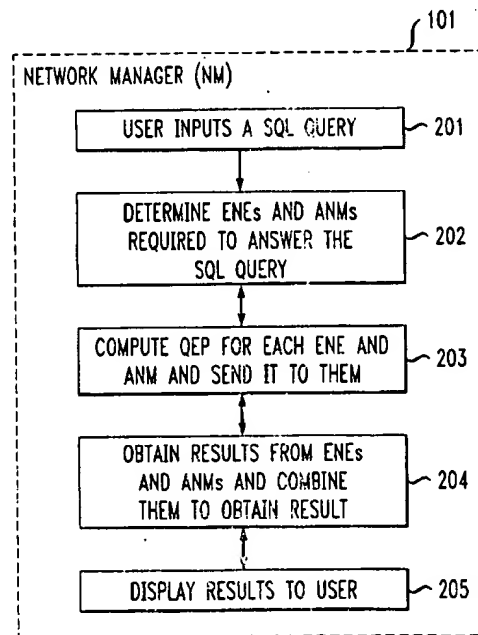 101
NETWORK MANAGER (NM)
USER INPUTS A SQL QUERY
201
DETERMINE ENEs AND ANMs
REQUIRED TO ANSWER THE
SQL QUERY
202
COMPUTE QEP FOR EACH ENE AND
ANM AND SEND IT TO THEM
203
OBTAIN RESULTS FROM ENEs
AND ANMs AND COMBINE
THEM TO OBTAIN RESULT
204
DISPLAY RESULTS TO USER
205